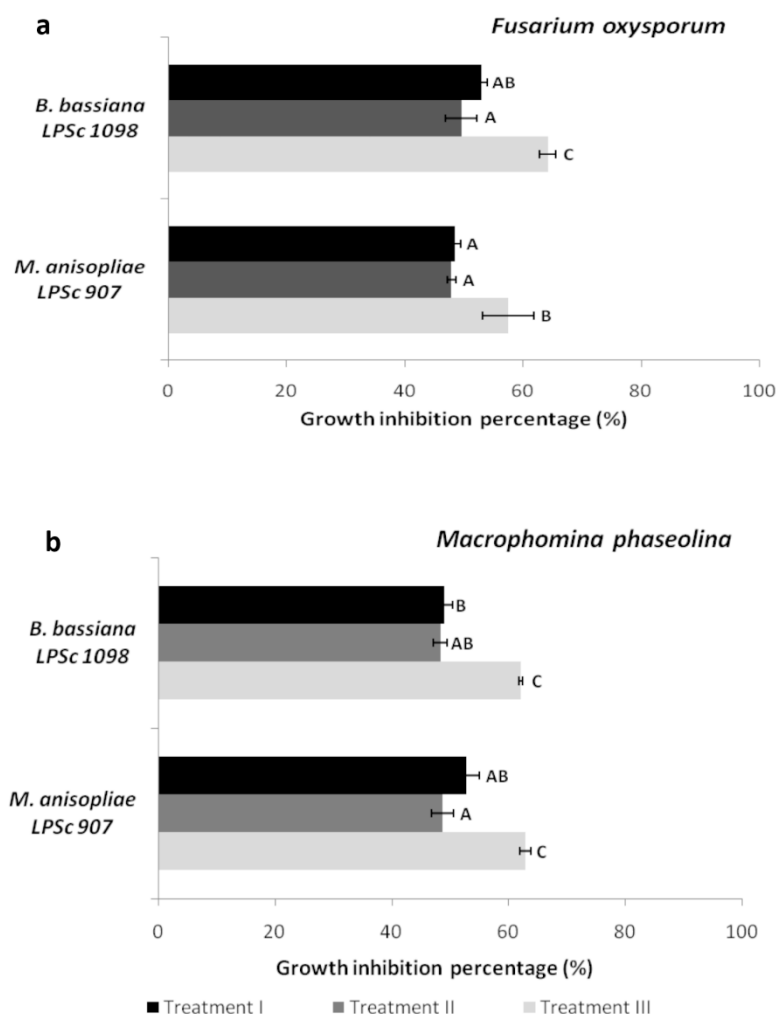 a
Fusarium oxysporum
B. bassiana
LPSc 1098
AB
A
C
M. anisopliae
LPSc 907
A
A
B
0 20 40 60 80 100
Growth inhibition percentage (%)
b
Macrophomina phaseolina
B. bassiana
LPSc 1098
B
AB
C
M. anisopliae
LPSc 907
AB
A
C
0 20 40 60 80 100
Growth inhibition percentage (%)
Treatment I Treatment II Treatment III